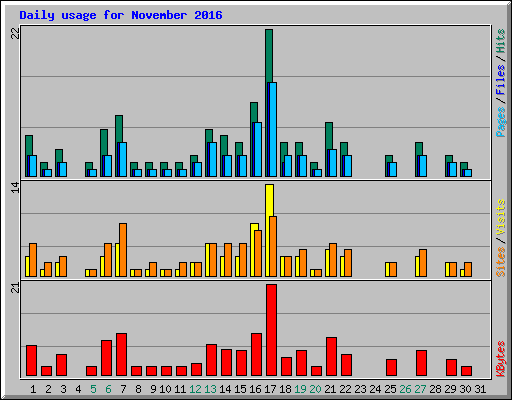 Daily usage for November 2016
22
Pages / Files / Hits
14
Sites / Visits
21
KBytes
1 2 3 4 5 6 7 8 9 10 11 12 13 14 15 16 17 18 19 20 21 22 23 24 25 26 27 28 29 30 31